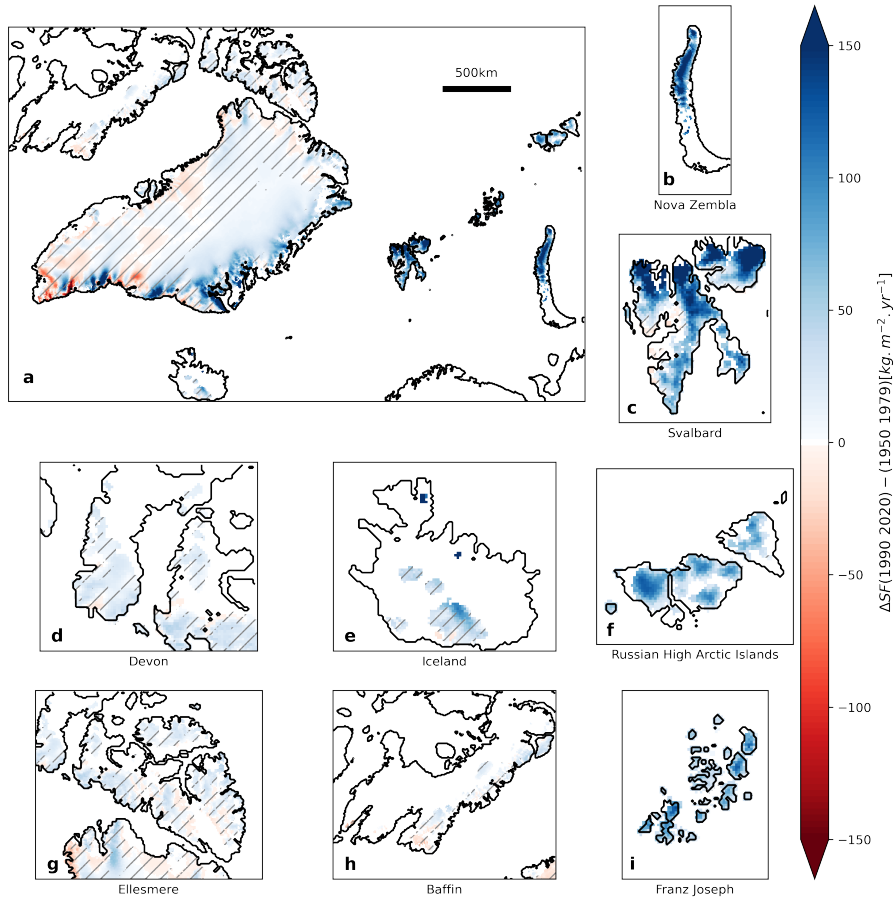 500km
a
b
Nova Zembla
c
Svalbard
d
Devon
e
Iceland
f
Russian High Arctic Islands
g
Ellesmere
h
Baffin
i
Franz Joseph
150
100
50
0
−50
−100
−150
ΔSF(1990 2020) − (1950 1979)[kg.m⁻².yr⁻¹]